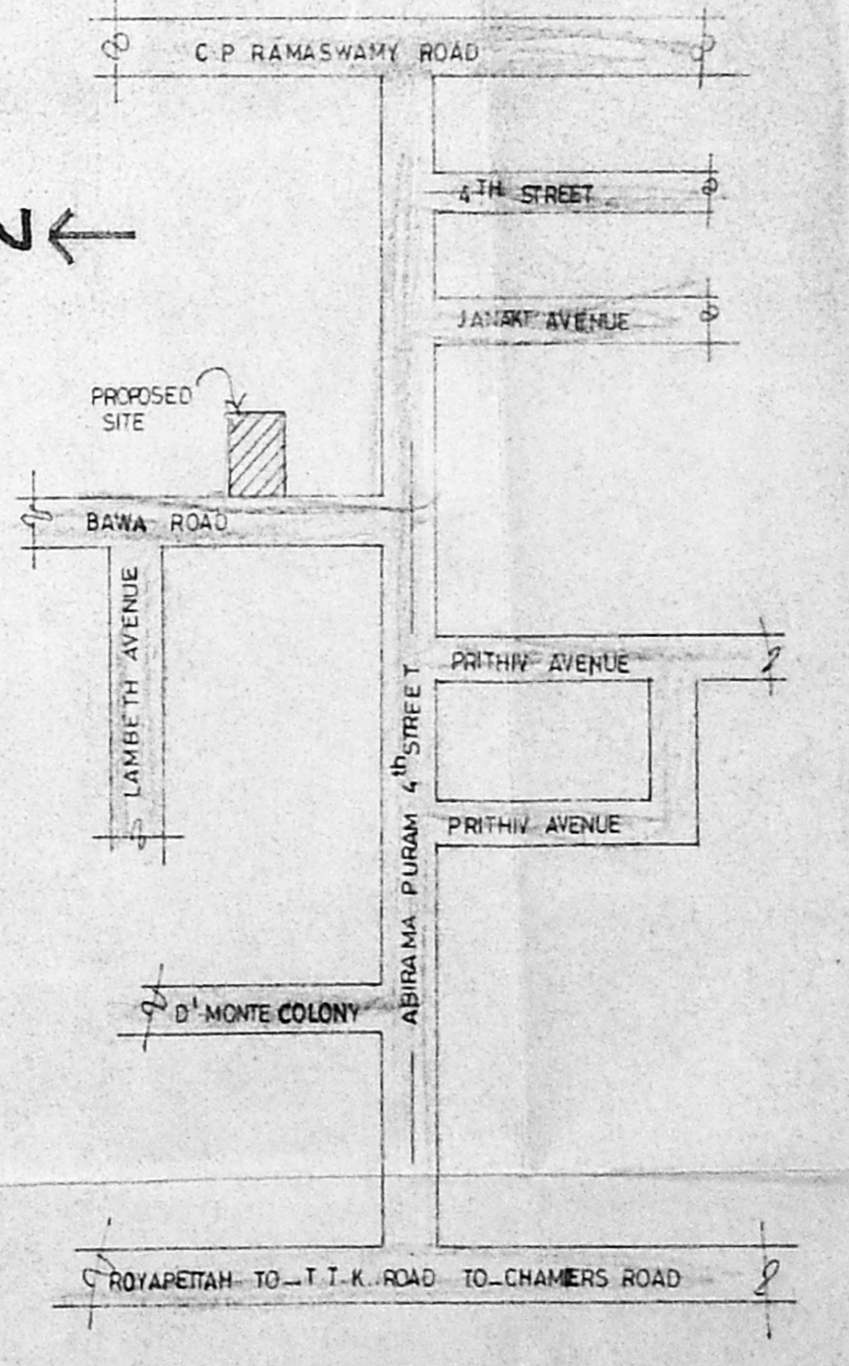 C P RAMASWAMY ROAD
4TH STREET
JANAKI AVENUE
PROPOSED
SITE
BAWA ROAD
LAMBETH AVENUE
PRITHIV AVENUE
ABIRAMA PURAM 4th STREET
PRITHIV AVENUE
D'MONTE COLONY
ROYAPETTAH TO T T K ROAD TO CHAMIERS ROAD